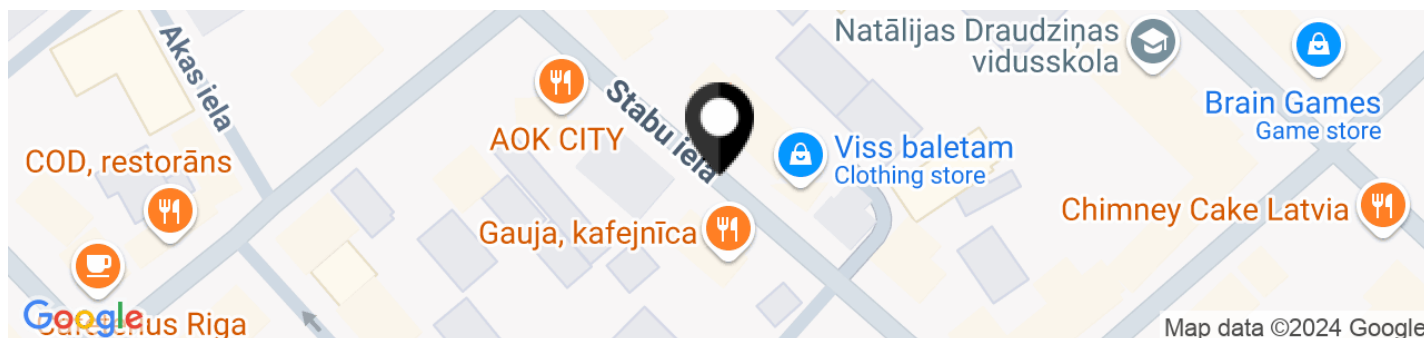 Natālijas Draudziņas
vidusskola
Akas iela
Stabu iela
Brain Games
Game store
AOK CITY
Viss baletam
Clothing store
COD, restorāns
Chimney Cake Latvia
Gauja, kafejnīca
Google
Riga
Map data ©2024 Google